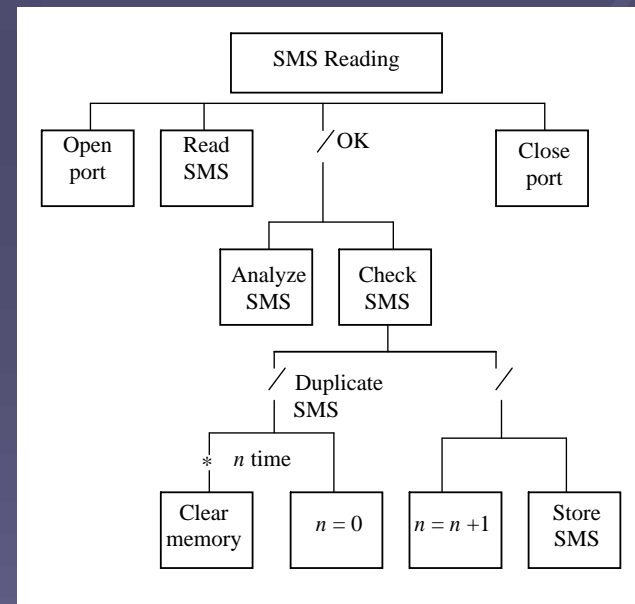 SMS Reading
Open
port
Read
SMS
/ OK
Close
port
Analyze
SMS
Check
SMS
/ Duplicate
SMS
/
* n time
Clear
memory
n = 0
n = n +1
Store
SMS